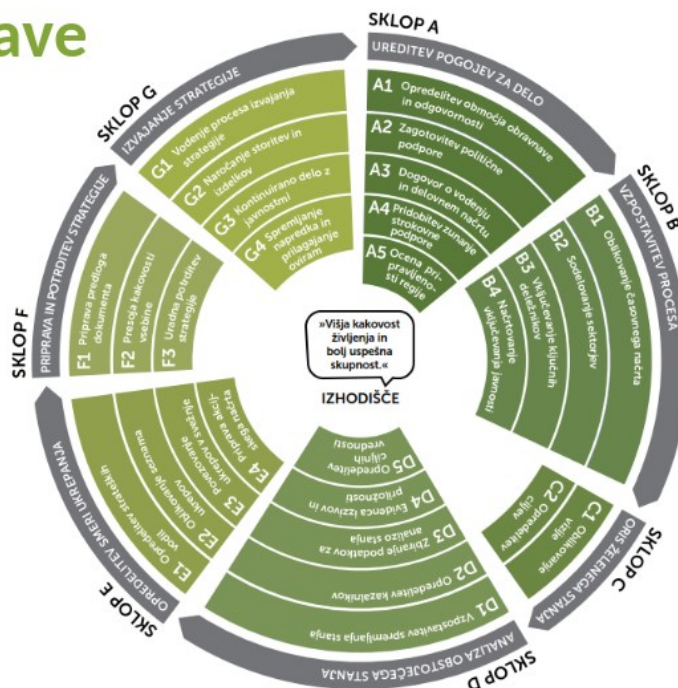 ave
SKLOP A
UREDITEV POGOJEV ZA DELO
A1 Opredelitev območja obravnave
in odgovornosti
A2 Zagotovitev politične
podpore
A3 Dogovor o vodenju
in delovnem načrtu
A4 Pridobitev zunanje
strokovne
podpore
A5 Ocena pri-
pravljeno-
sti regije
SKLOP B
VZPOSTAVITEV PROCESA
B1 Oblikovanje časovnega načrta
B2 Sodelovanje sektorjev
B3 Vključevanje ključnih
deležnikov
B4 Načrtovanje
vključevanja javnosti
SKLOP C
ORIS ŽELENEGA STANJA
C1 Oblikovanje
vizije
C2 Opredelitev
ciljev
SKLOP D
ANALIZA OBSTOJEČEGA STANJA
D1 Vzpostavitev spremljanja stanja
D2 Opredelitev kazalnikov
D3 Zbiranje podatkov za
analizo stanja
D4 Evidenca izzivov in
priložnosti
D5 Opredelitev
ciljnih
vrednosti
SKLOP E
OPREDELITEV SMERI UKREPANJA
E1 Opredelitev strateških
vodil
E2 Oblikovanje seznama
ukrepov
E3 Povezovanje
ukrepov v svežnje
E4 Priprava akcij-
skega načrta
SKLOP F
PRIPRAVA IN POTRDITEV STRATEGIJE
F1 Priprava predloga
dokumenta
F2 Presoja kakovosti
vsebine
F3 Uradna potrditev
strategije
SKLOP G
IZVAJANJE STRATEGIJE
G1 Vodenje procesa izvajanja
strategije
G2 Naročanje storitev in
izdelkov
G3 Kontinuirano delo z
javnostmi
G4 Spremljanje
napredka in
prilagajanje
oviram
»Višja kakovost
življenja in
bolj uspešna
skupnost.«
IZHODIŠČE